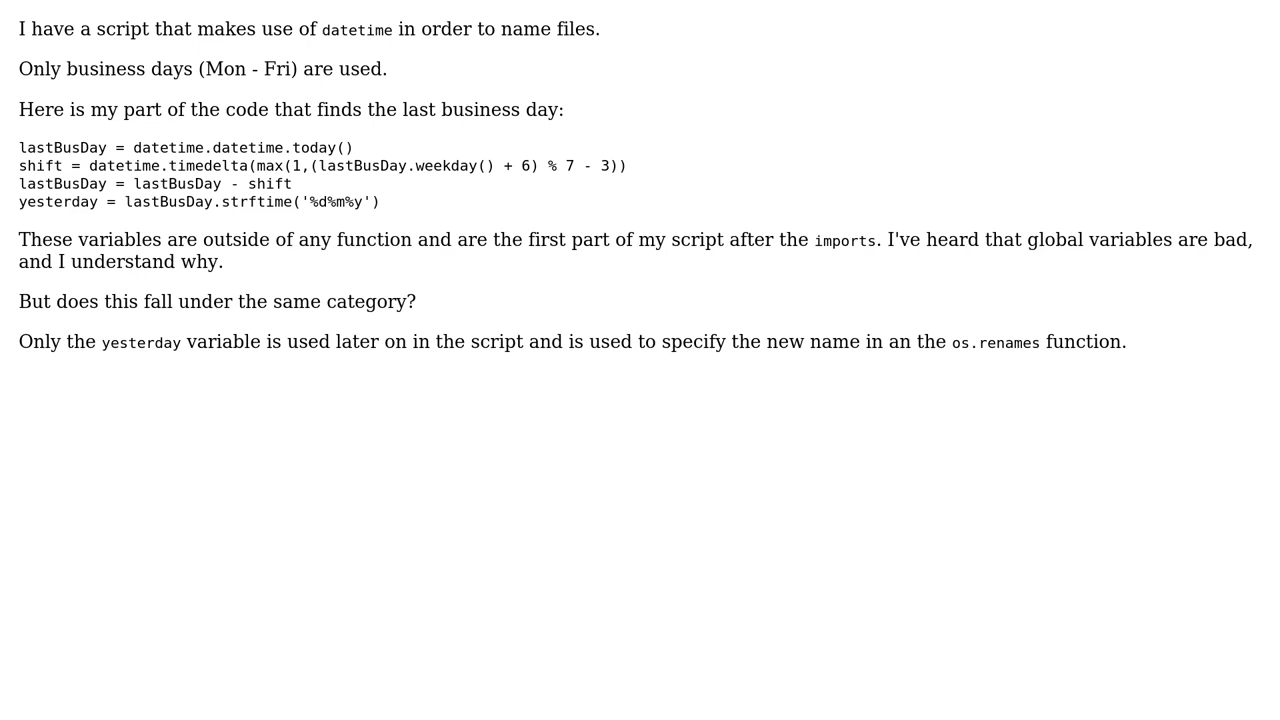 I have a script that makes use of datetime in order to name files.
Only business days (Mon - Fri) are used.
Here is my part of the code that finds the last business day:
lastBusDay = datetime.datetime.today()
shift = datetime.timedelta(max(1,(lastBusDay.weekday() + 6) % 7 - 3))
lastBusDay = lastBusDay - shift
yesterday = lastBusDay.strftime('%d%m%y')
These variables are outside of any function and are the first part of my script after the imports. I've heard that global variables are bad,
and I understand why.
But does this fall under the same category?
Only the yesterday variable is used later on in the script and is used to specify the new name in an the os.renames function.